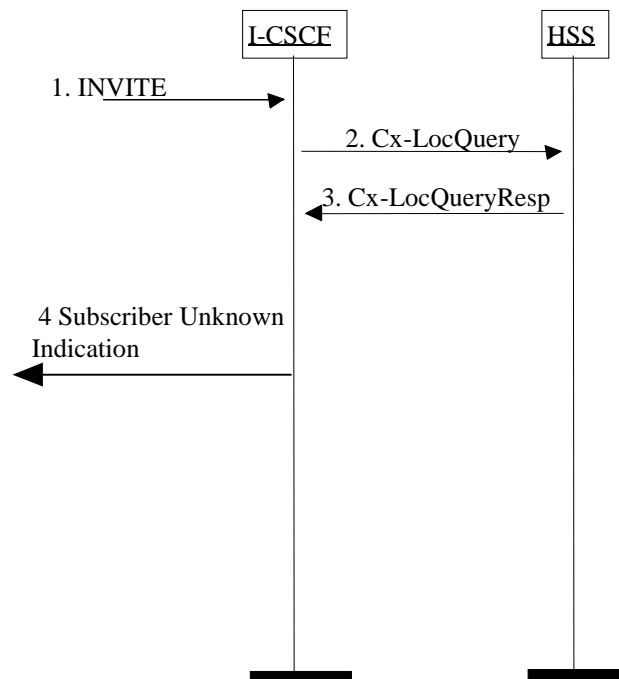 I-CSCF
HSS
1. INVITE
2. Cx-LocQuery
3. Cx-LocQueryResp
4 Subscriber Unknown
Indication